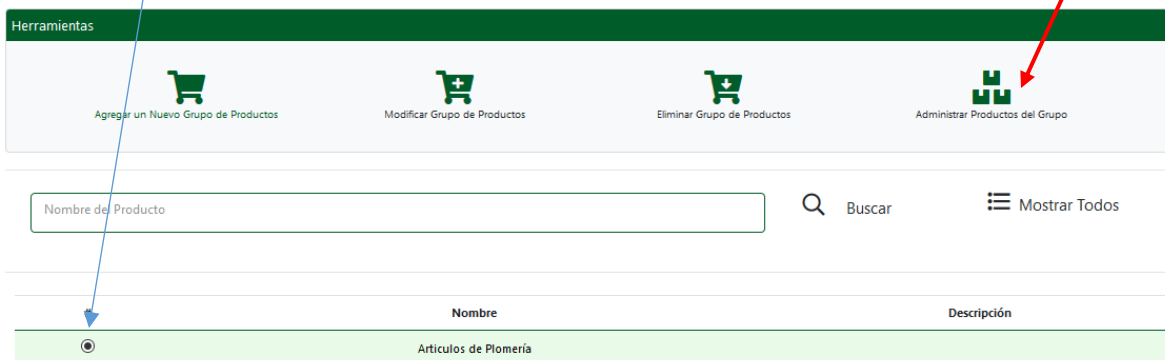 Herramientas
Agregar un Nuevo Grupo de Productos
Modificar Grupo de Productos
Eliminar Grupo de Productos
Administrar Productos del Grupo
Nombre del Producto
Buscar
Mostrar Todos
Nombre
Descripción
Articulos de Plomería